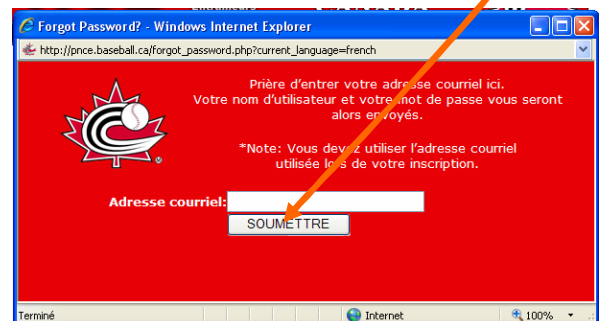 Forgot Password? - Windows Internet Explorer
http://pnce.baseball.ca/forgot_password.php?current_language=french
Prière d'entrer votre adresse courriel ici.
Votre nom d'utilisateur et votre mot de passe vous seront
alors envoyés.
*Note: Vous devez utiliser l'adresse courriel
utilisée lors de votre inscription.
Adresse courriel:
SOUMETTRE
Terminé
Internet
100%